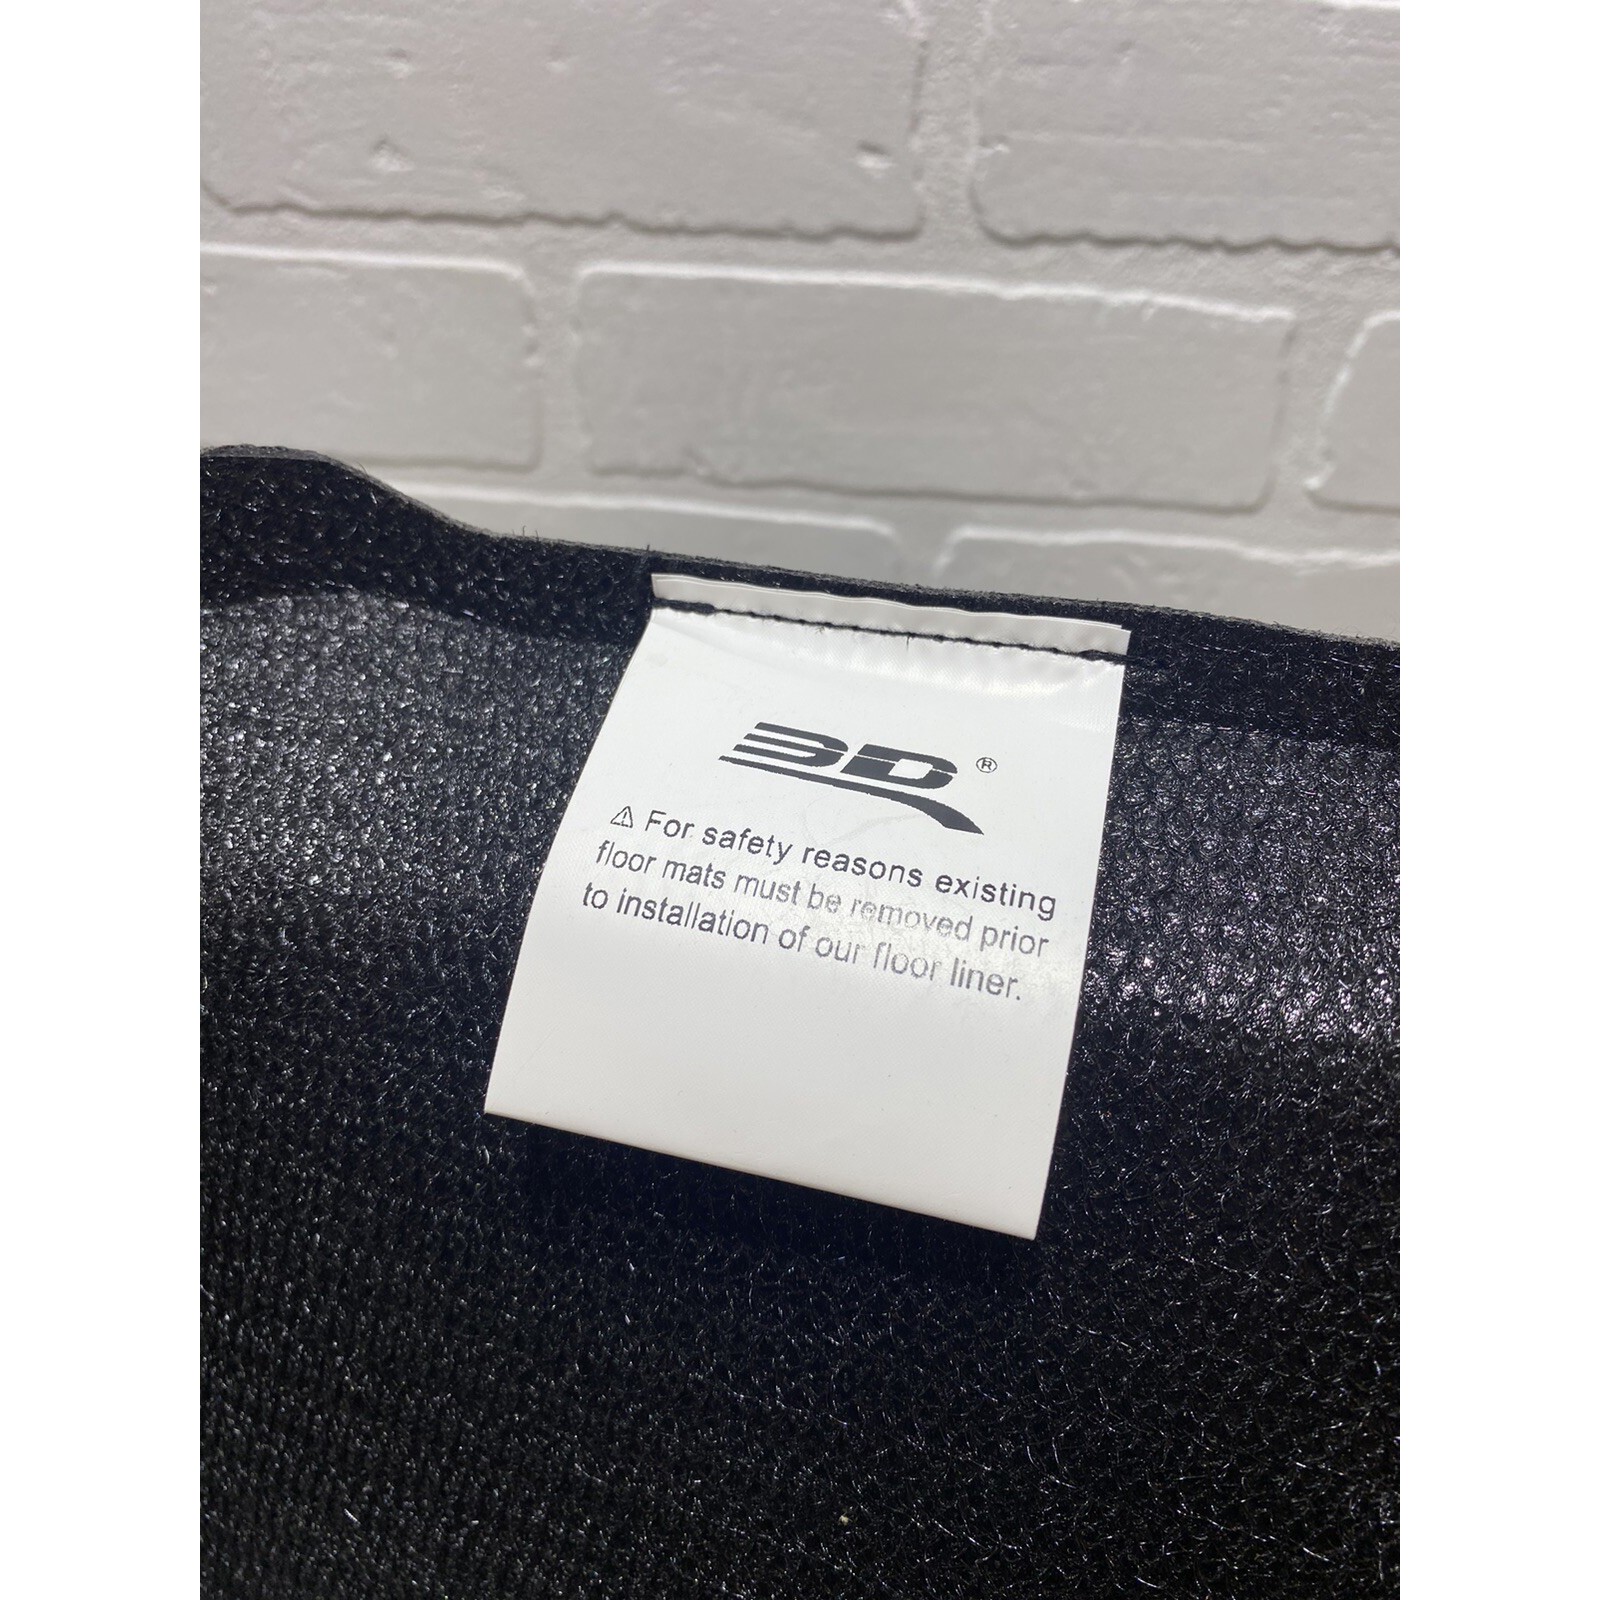 3D®
⚠ For safety reasons existing
floor mats must be removed prior
to installation of our floor liner.